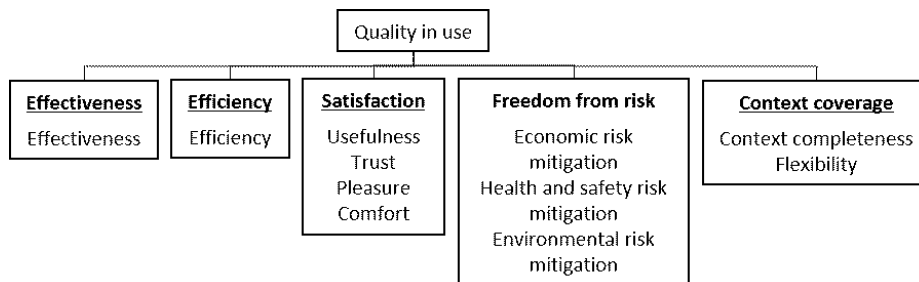 Quality in use
Effectiveness
Effectiveness
Efficiency
Efficiency
Satisfaction
Usefulness
Trust
Pleasure
Comfort
Freedom from risk
Economic risk
mitigation
Health and safety risk
mitigation
Environmental risk
mitigation
Context coverage
Context completeness
Flexibility